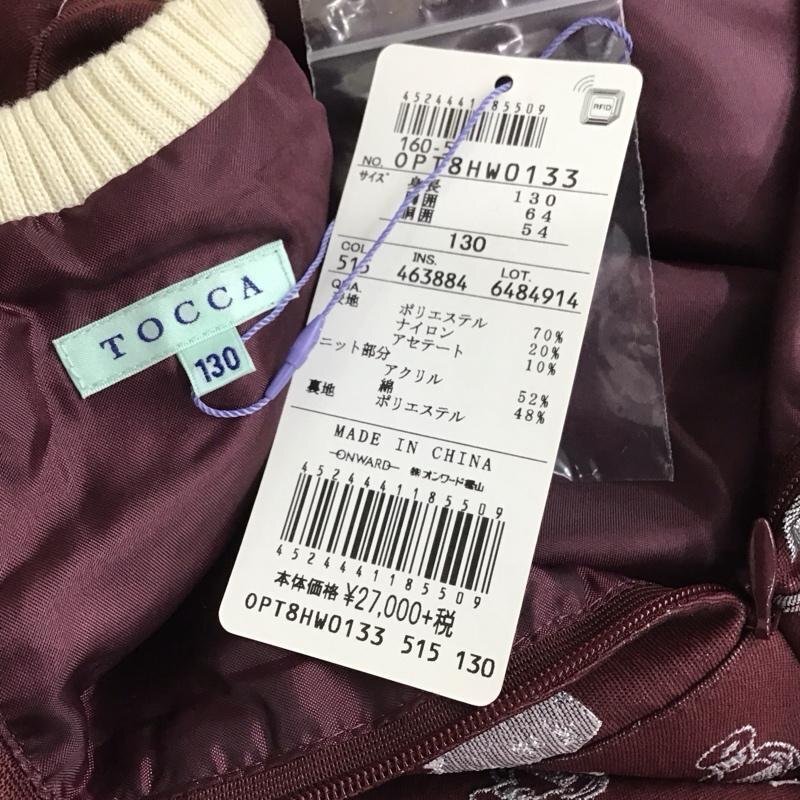 TOCCA
130
RFID
4524441185509
160-5
NO. OPT8HW0133
サイズ 身長 130
胸囲 64
胴囲 54
130
COL. INS. LOT.
515 463884 6484914
QUA.
表地 ポリエステル 70%
ナイロン 20%
アセテート 10%
ニット部分
アクリル 52%
綿 48%
裏地 ポリエステル
MADE IN CHINA
ONWARD 株オンワード樫山
4524441185509
4524441185509
本体価格 ¥27,000+税
OPT8HW0133 515 130